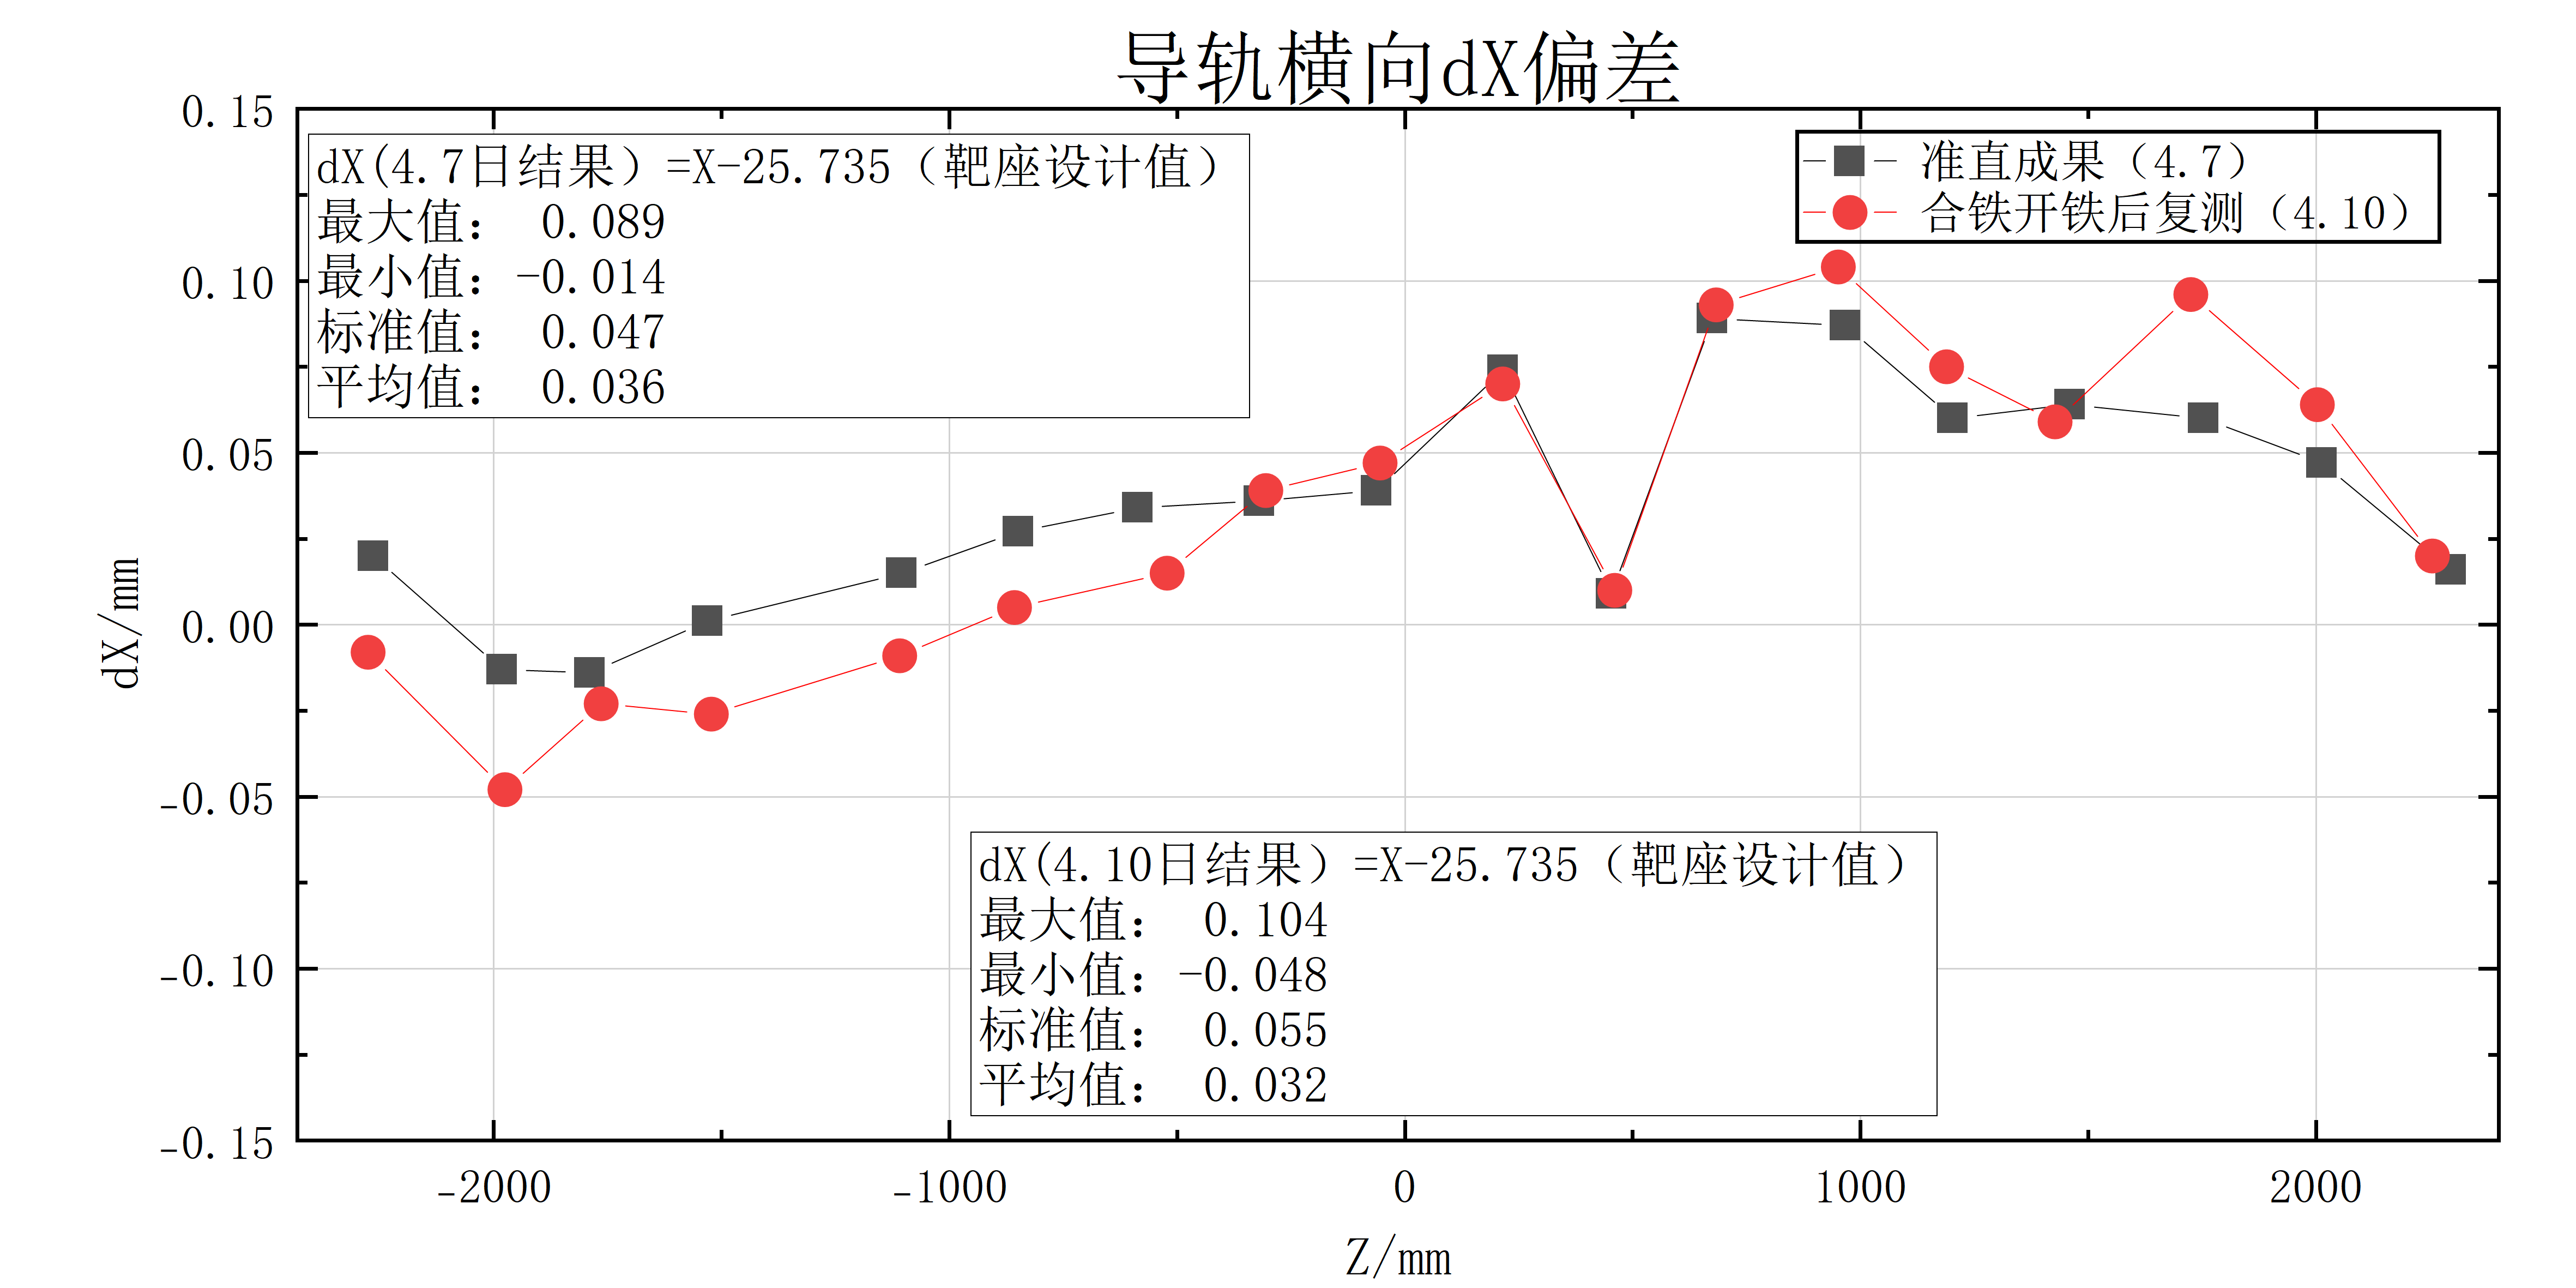 导轨横向dX偏差
dX(4.7日结果）=X-25.735（靶座设计值）
最大值： 0.089
最小值：-0.014
标准值： 0.047
平均值： 0.036
准直成果（4.7）
合铁开铁后复测（4.10）
0.15
0.10
0.05
0.00
-0.05
-0.10
-0.15
dX/mm
dX(4.10日结果）=X-25.735（靶座设计值）
最大值： 0.104
最小值：-0.048
标准值： 0.055
平均值： 0.032
-2000 -1000 0 1000 2000
Z/mm